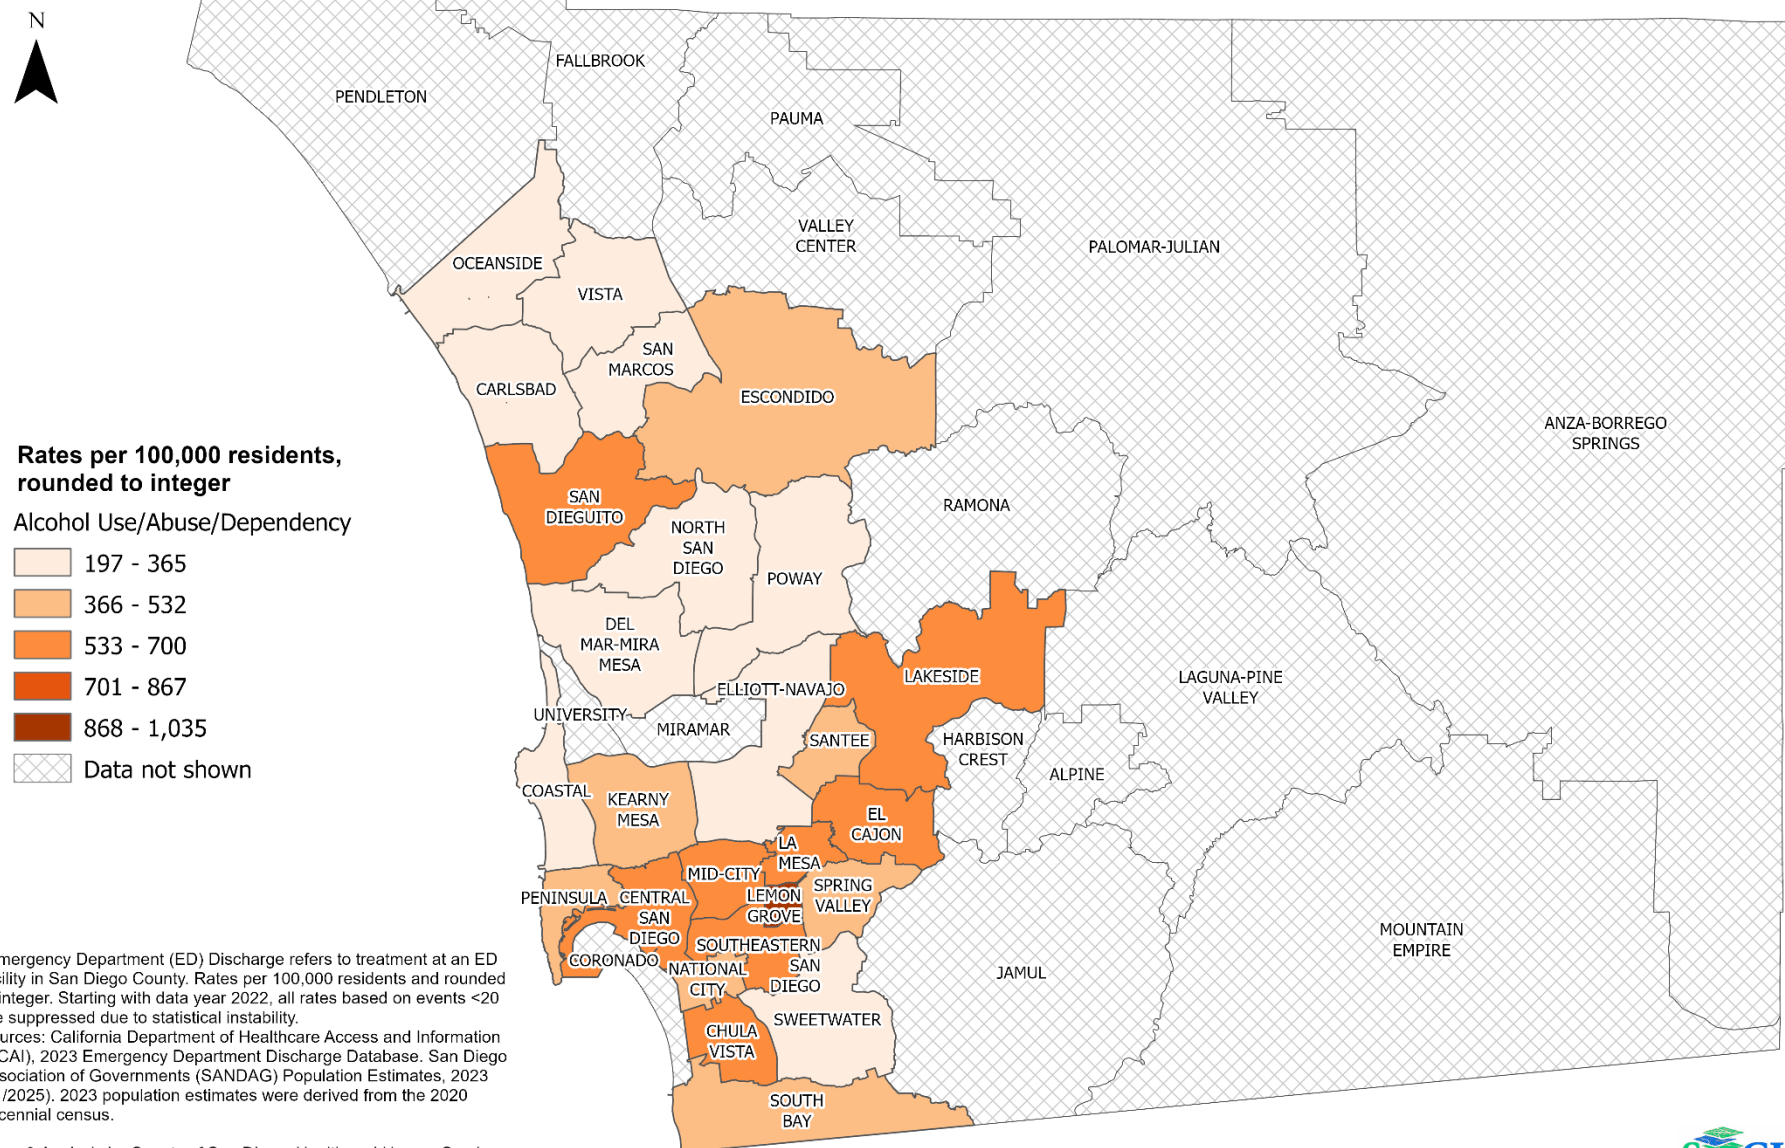 N
PENDLETON
FALLBROOK
PAUMA
VALLEY
CENTER
PALOMAR-JULIAN
OCEANSIDE
VISTA
SAN
MARCOS
CARLSBAD
ESCONDIDO
ANZA-BORREGO
SPRINGS
Rates per 100,000 residents,
rounded to integer
Alcohol Use/Abuse/Dependency
197 - 365
366 - 532
533 - 700
701 - 867
868 - 1,035
Data not shown
SAN
DIEGUITO
RAMONA
NORTH
SAN
DIEGO
POWAY
DEL
MAR-MIRA
MESA
ELLIOTT-NAVAJO
LAKESIDE
LAGUNA-PINE
VALLEY
UNIVERSITY
MIRAMAR
SANTEE
HARBISON
CREST
ALPINE
COASTAL
KEARNY
MESA
EL
CAJON
LA
MESA
MID-CITY
PENINSULA
CENTRAL
SAN
DIEGO
LEMON
GROVE
SPRING
VALLEY
SOUTHEASTERN
SAN
DIEGO
CORONADO
NATIONAL
CITY
JAMUL
MOUNTAIN
EMPIRE
SWEETWATER
CHULA
VISTA
SOUTH
BAY
mergency Department (ED) Discharge refers to treatment at an ED
cility in San Diego County. Rates per 100,000 residents and rounded
integer. Starting with data year 2022, all rates based on events <20
e suppressed due to statistical instability.
urces: California Department of Healthcare Access and Information
CAI), 2023 Emergency Department Discharge Database. San Diego
sociation of Governments (SANDAG) Population Estimates, 2023
/2025). 2023 population estimates were derived from the 2020
cennial census.